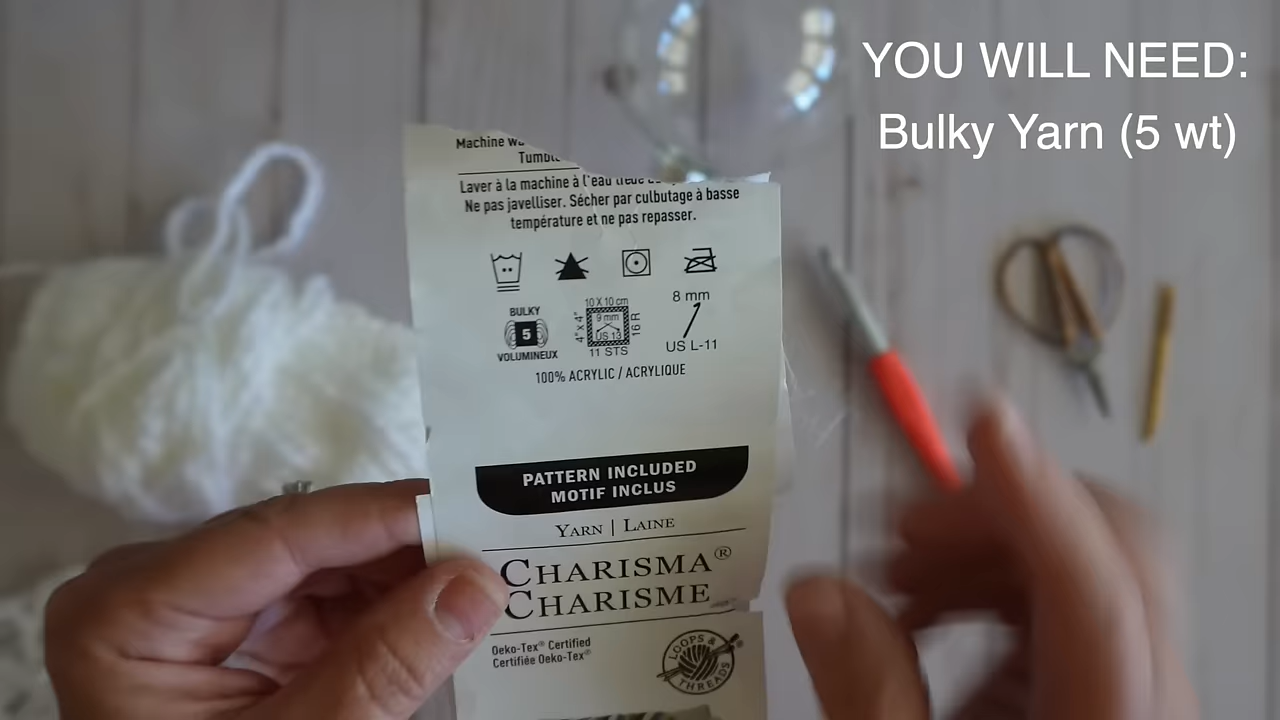 YOU WILL NEED:
Bulky Yarn (5 wt)
Machine
Laver à la machine à l'eau
Ne pas javelliser. Sécher par culbutage à basse
température et ne pas repasser.
BULKY
5
VOLUMINEUX
10 X 10 cm
4" x 4"
9 mm
US 13
16 R
11 STS
8 mm
US L-11
100% ACRYLIC / ACRYLIQUE
PATTERN INCLUDED
MOTIF INCLUS
YARN | LAINE
CHARISMA®
CHARISME
Oeko-Tex® Certified
Certifiée Oeko-Tex®
LOOPS &
THREADS®